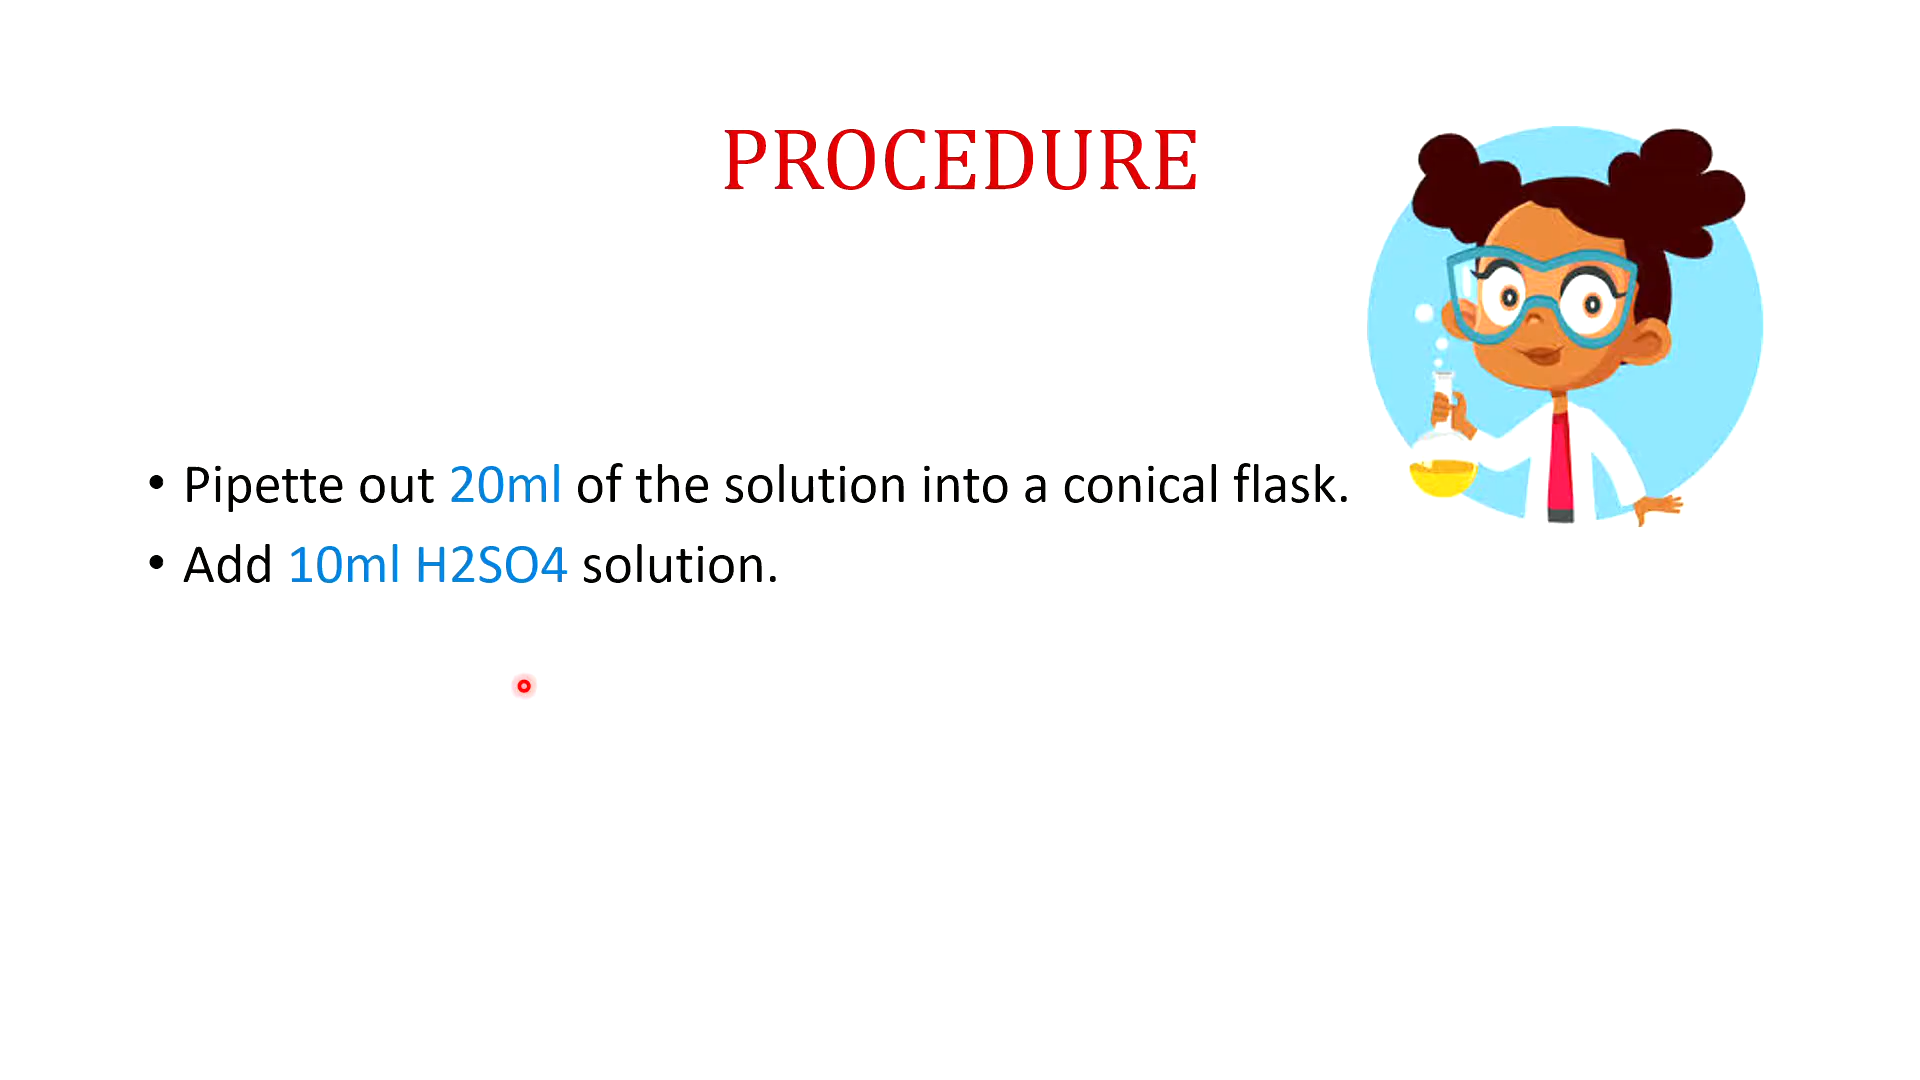 PROCEDURE
• Pipette out 20ml of the solution into a conical flask.
• Add 10ml H2SO4 solution.